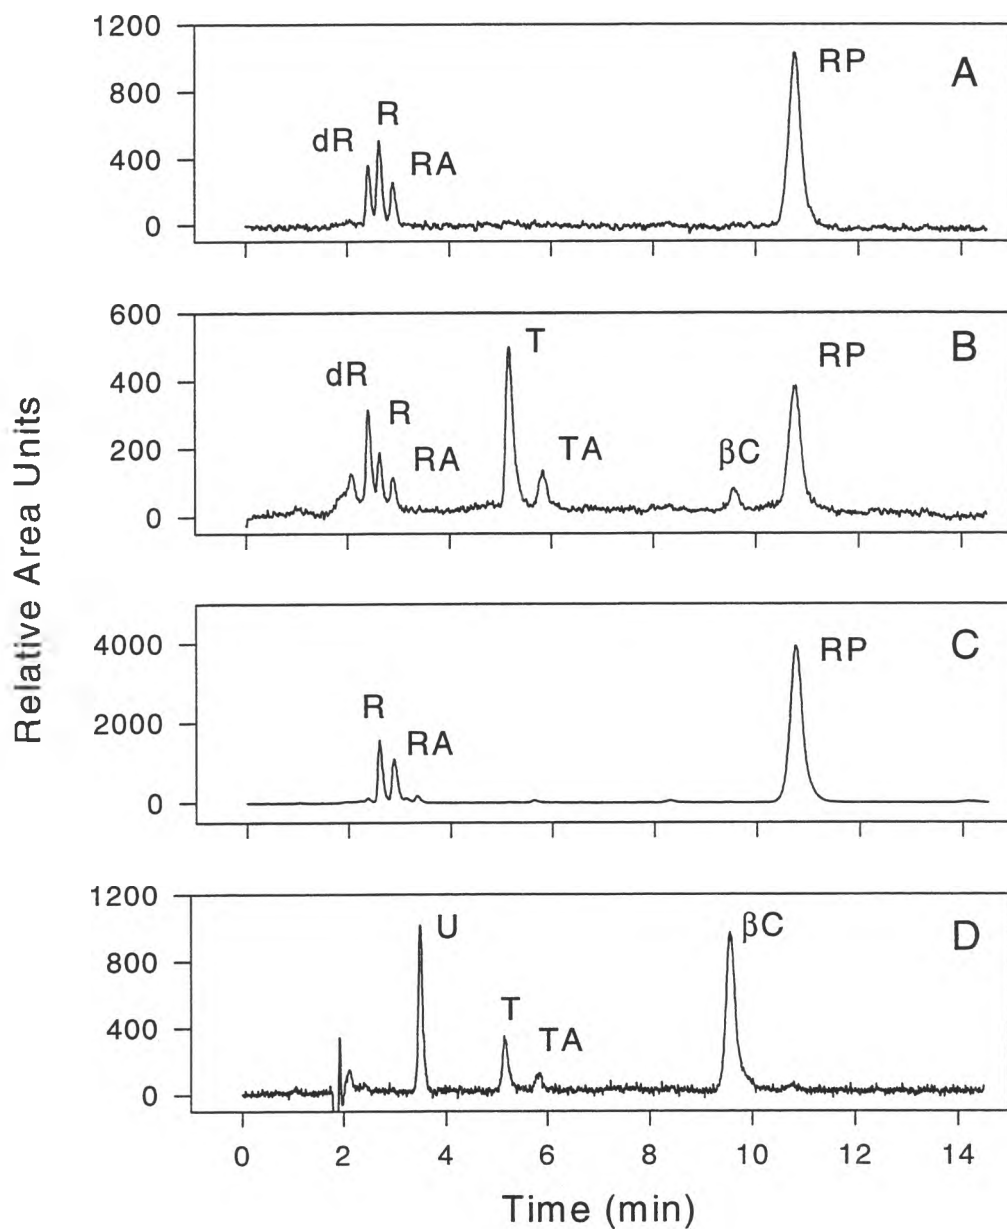 Relative Area Units
1200
800
400
0
dR
R
RA
RP
A
600
400
200
0
dR
R
RA
T
TA
βC
RP
B
4000
2000
0
R
RA
RP
C
1200
800
400
0
U
T
TA
βC
D
0 2 4 6 8 10 12 14
Time (min)